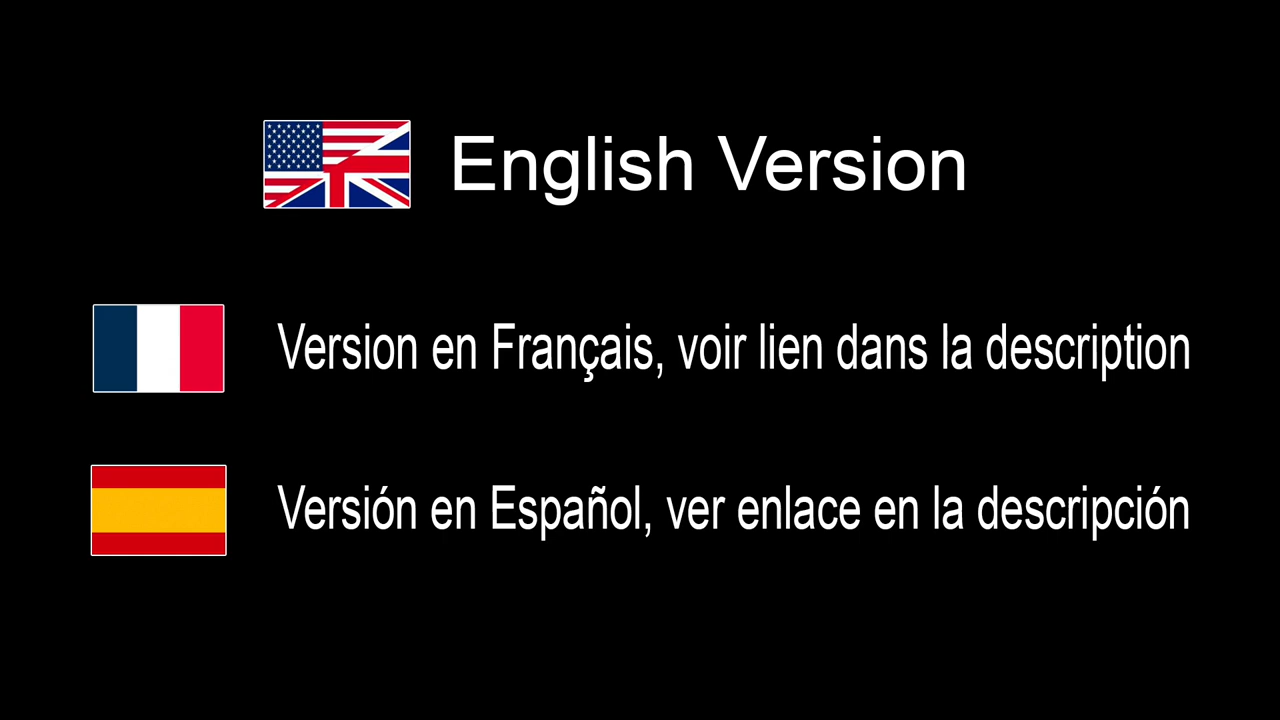 English Version
Version en Français, voir lien dans la description
Versión en Español, ver enlace en la descripción